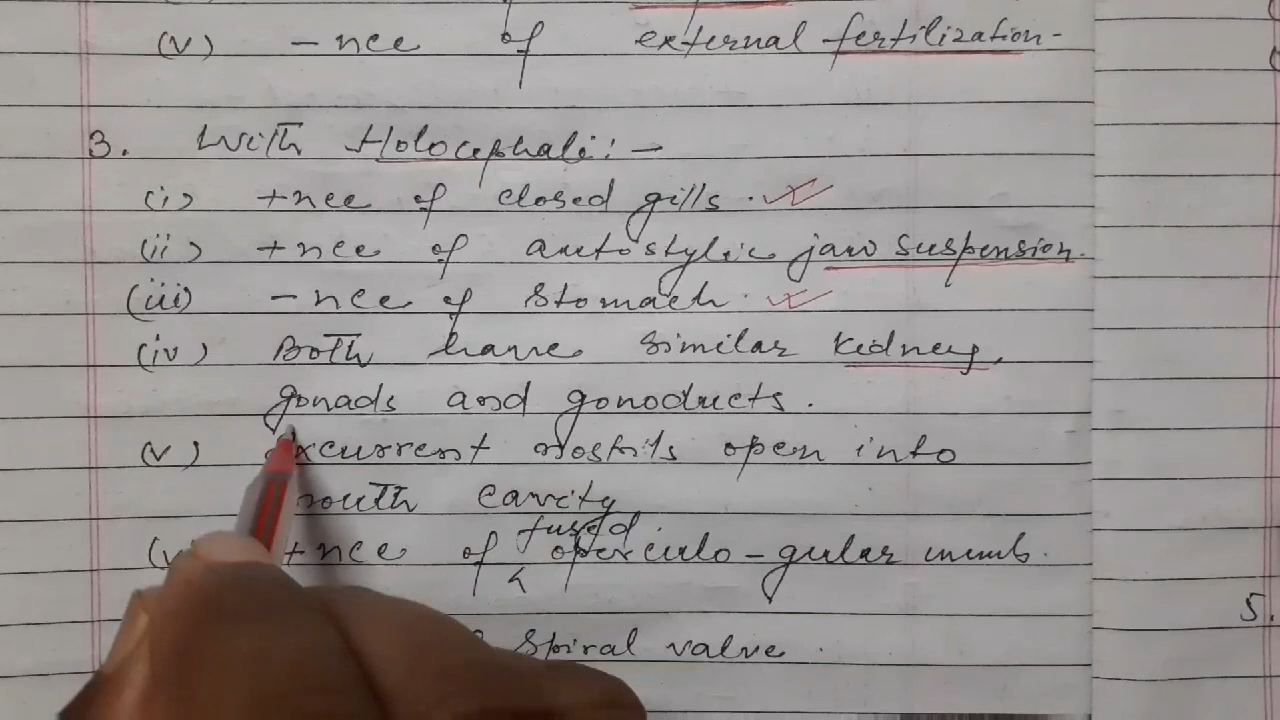 (v) -nce of external fertilization-
3. With Holocephali:-
(i) +nce of closed gills.
(ii) +nce of autostylic jaw suspension.
(iii) -nce of stomach.
(iv) Both have similar kidney,
gonads and gonoducts.
(v) excurrent nostrils open into
mouth cavity
fused
+nce of operculo-gular memb.
spiral valve.
5.